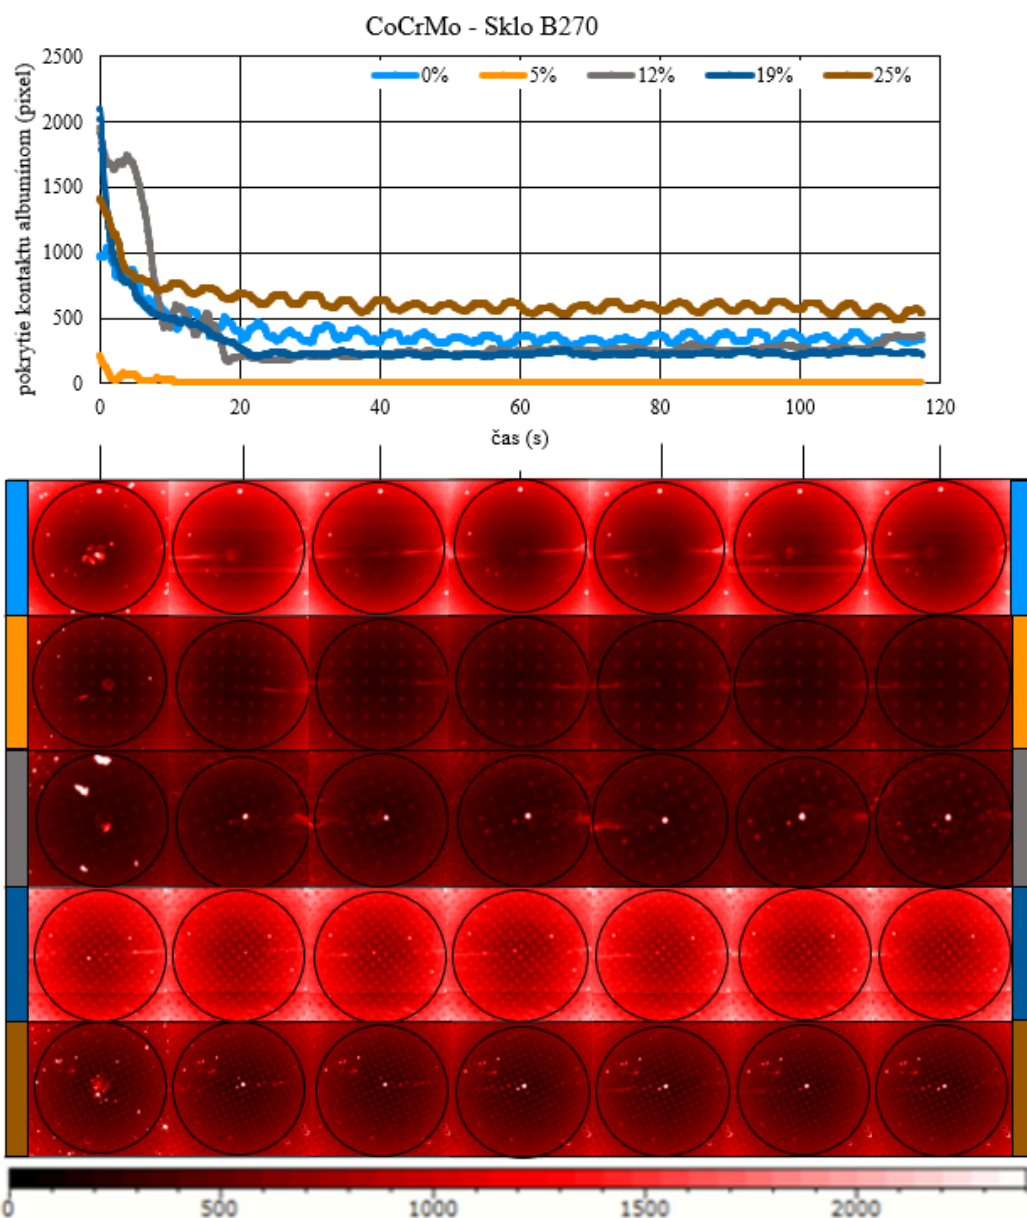 CoCrMo - Sklo B270
pokrytie kontaktu albumínom (pixel)
2500
2000
1500
1000
500
0
0% 5% 12% 19% 25%
0 20 40 60 80 100 120
čas (s)
0 500 1000 1500 2000